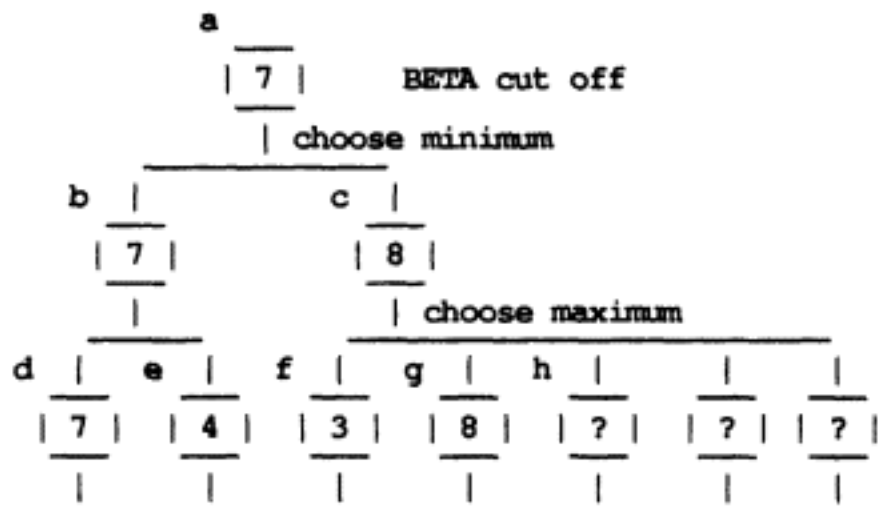 a
| 7 | BETA cut off
| choose minimum
b | c |
| 7 | | 8 |
| | choose maximum
d | e | f | g | h | | |
| 7 | | 4 | | 3 | | 8 | | ? | | ? | | ? |